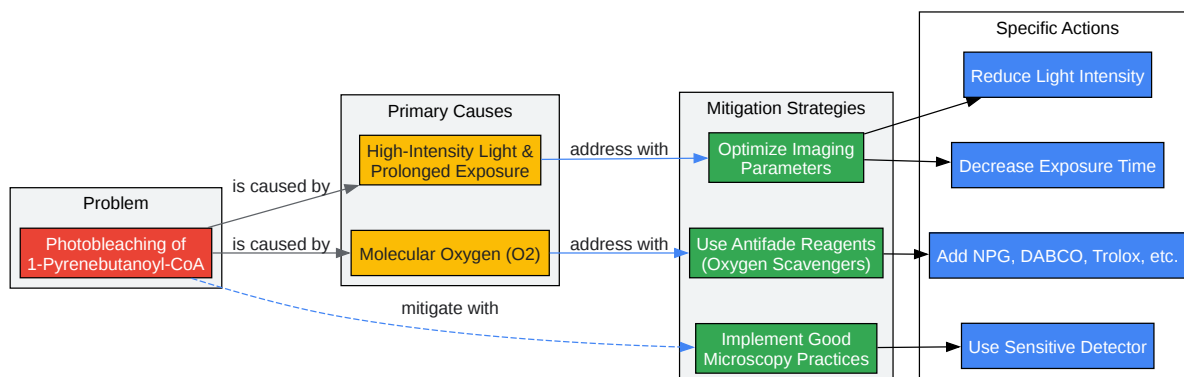 Problem
Photobleaching of
1-Pyrenebutanoyl-CoA
is caused by
is caused by
mitigate with
Primary Causes
High-Intensity Light &
Prolonged Exposure
Molecular Oxygen (O2)
address with
address with
Mitigation Strategies
Optimize Imaging
Parameters
Use Antifade Reagents
(Oxygen Scavengers)
Implement Good
Microscopy Practices
Specific Actions
Reduce Light Intensity
Decrease Exposure Time
Add NPG, DABCO, Trolox, etc.
Use Sensitive Detector